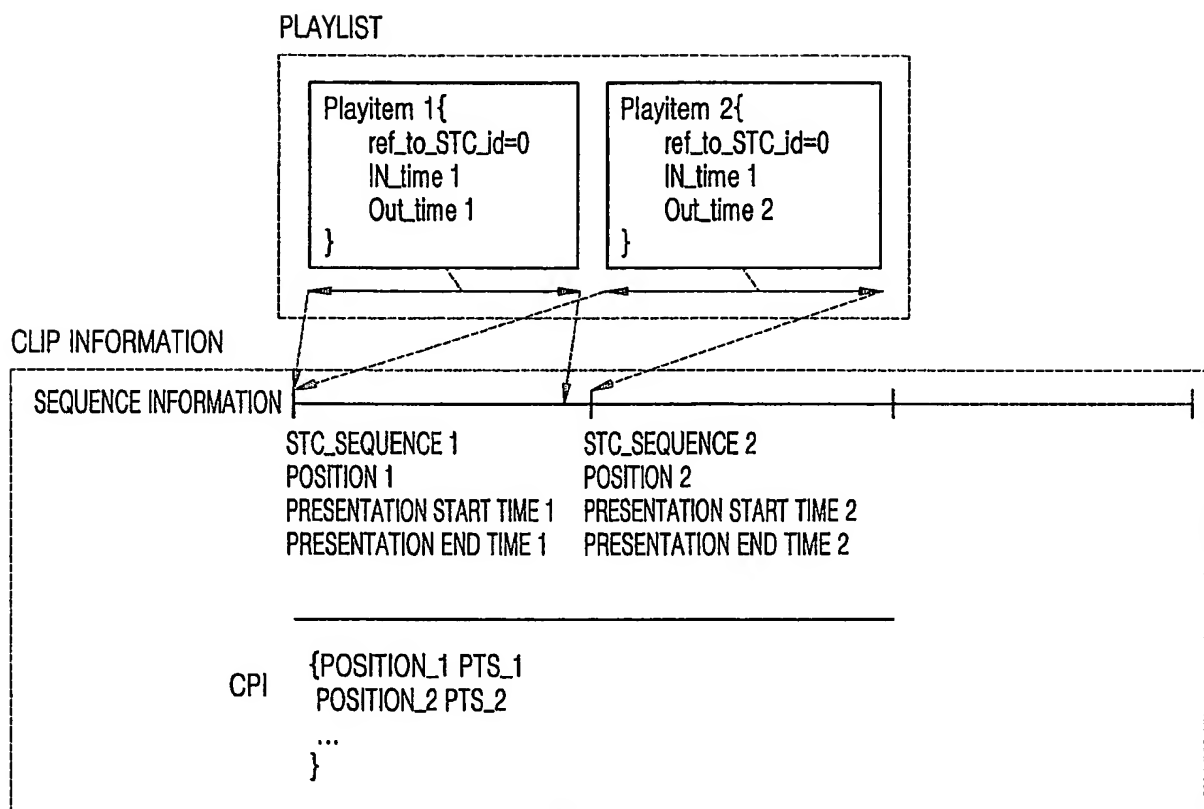 PLAYLIST
Playitem 1{
ref_to_STC_id=0
IN_time 1
Out_time 1
}
Playitem 2{
ref_to_STC_id=0
IN_time 1
Out_time 2
}
CLIP INFORMATION
SEQUENCE INFORMATION
STC_SEQUENCE 1
POSITION 1
PRESENTATION START TIME 1
PRESENTATION END TIME 1
STC_SEQUENCE 2
POSITION 2
PRESENTATION START TIME 2
PRESENTATION END TIME 2
CPI
{POSITION_1 PTS_1
POSITION_2 PTS_2
...
}